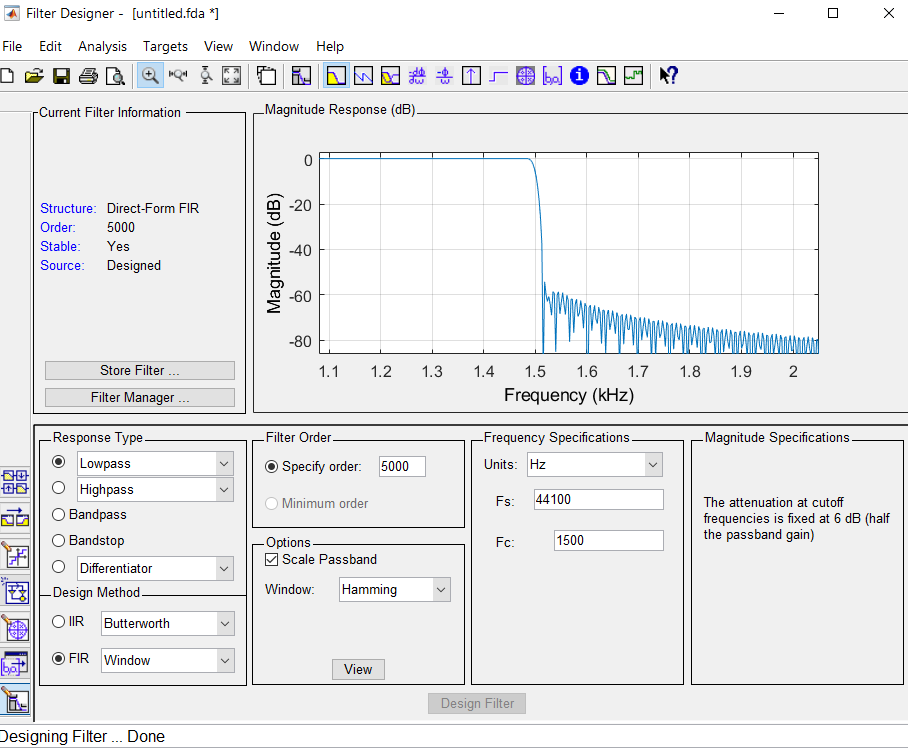 Filter Designer -  [untitled.fda *]
File Edit Analysis Targets View Window Help
Current Filter Information
Structure: Direct-Form FIR
Order: 5000
Stable: Yes
Source: Designed
Store Filter ...
Filter Manager ...
Magnitude Response (dB)
Magnitude (dB)
0
-20
-40
-60
-80
1.1 1.2 1.3 1.4 1.5 1.6 1.7 1.8 1.9 2
Frequency (kHz)
Response Type
Lowpass
Highpass
Bandpass
Bandstop
Differentiator
Design Method
IIR Butterworth
FIR Window
Filter Order
Specify order: 5000
Minimum order
Options
Scale Passband
Window: Hamming
View
Frequency Specifications
Units: Hz
Fs: 44100
Fc: 1500
Magnitude Specifications
The attenuation at cutoff
frequencies is fixed at 6 dB (half
the passband gain)
Design Filter
Designing Filter ... Done